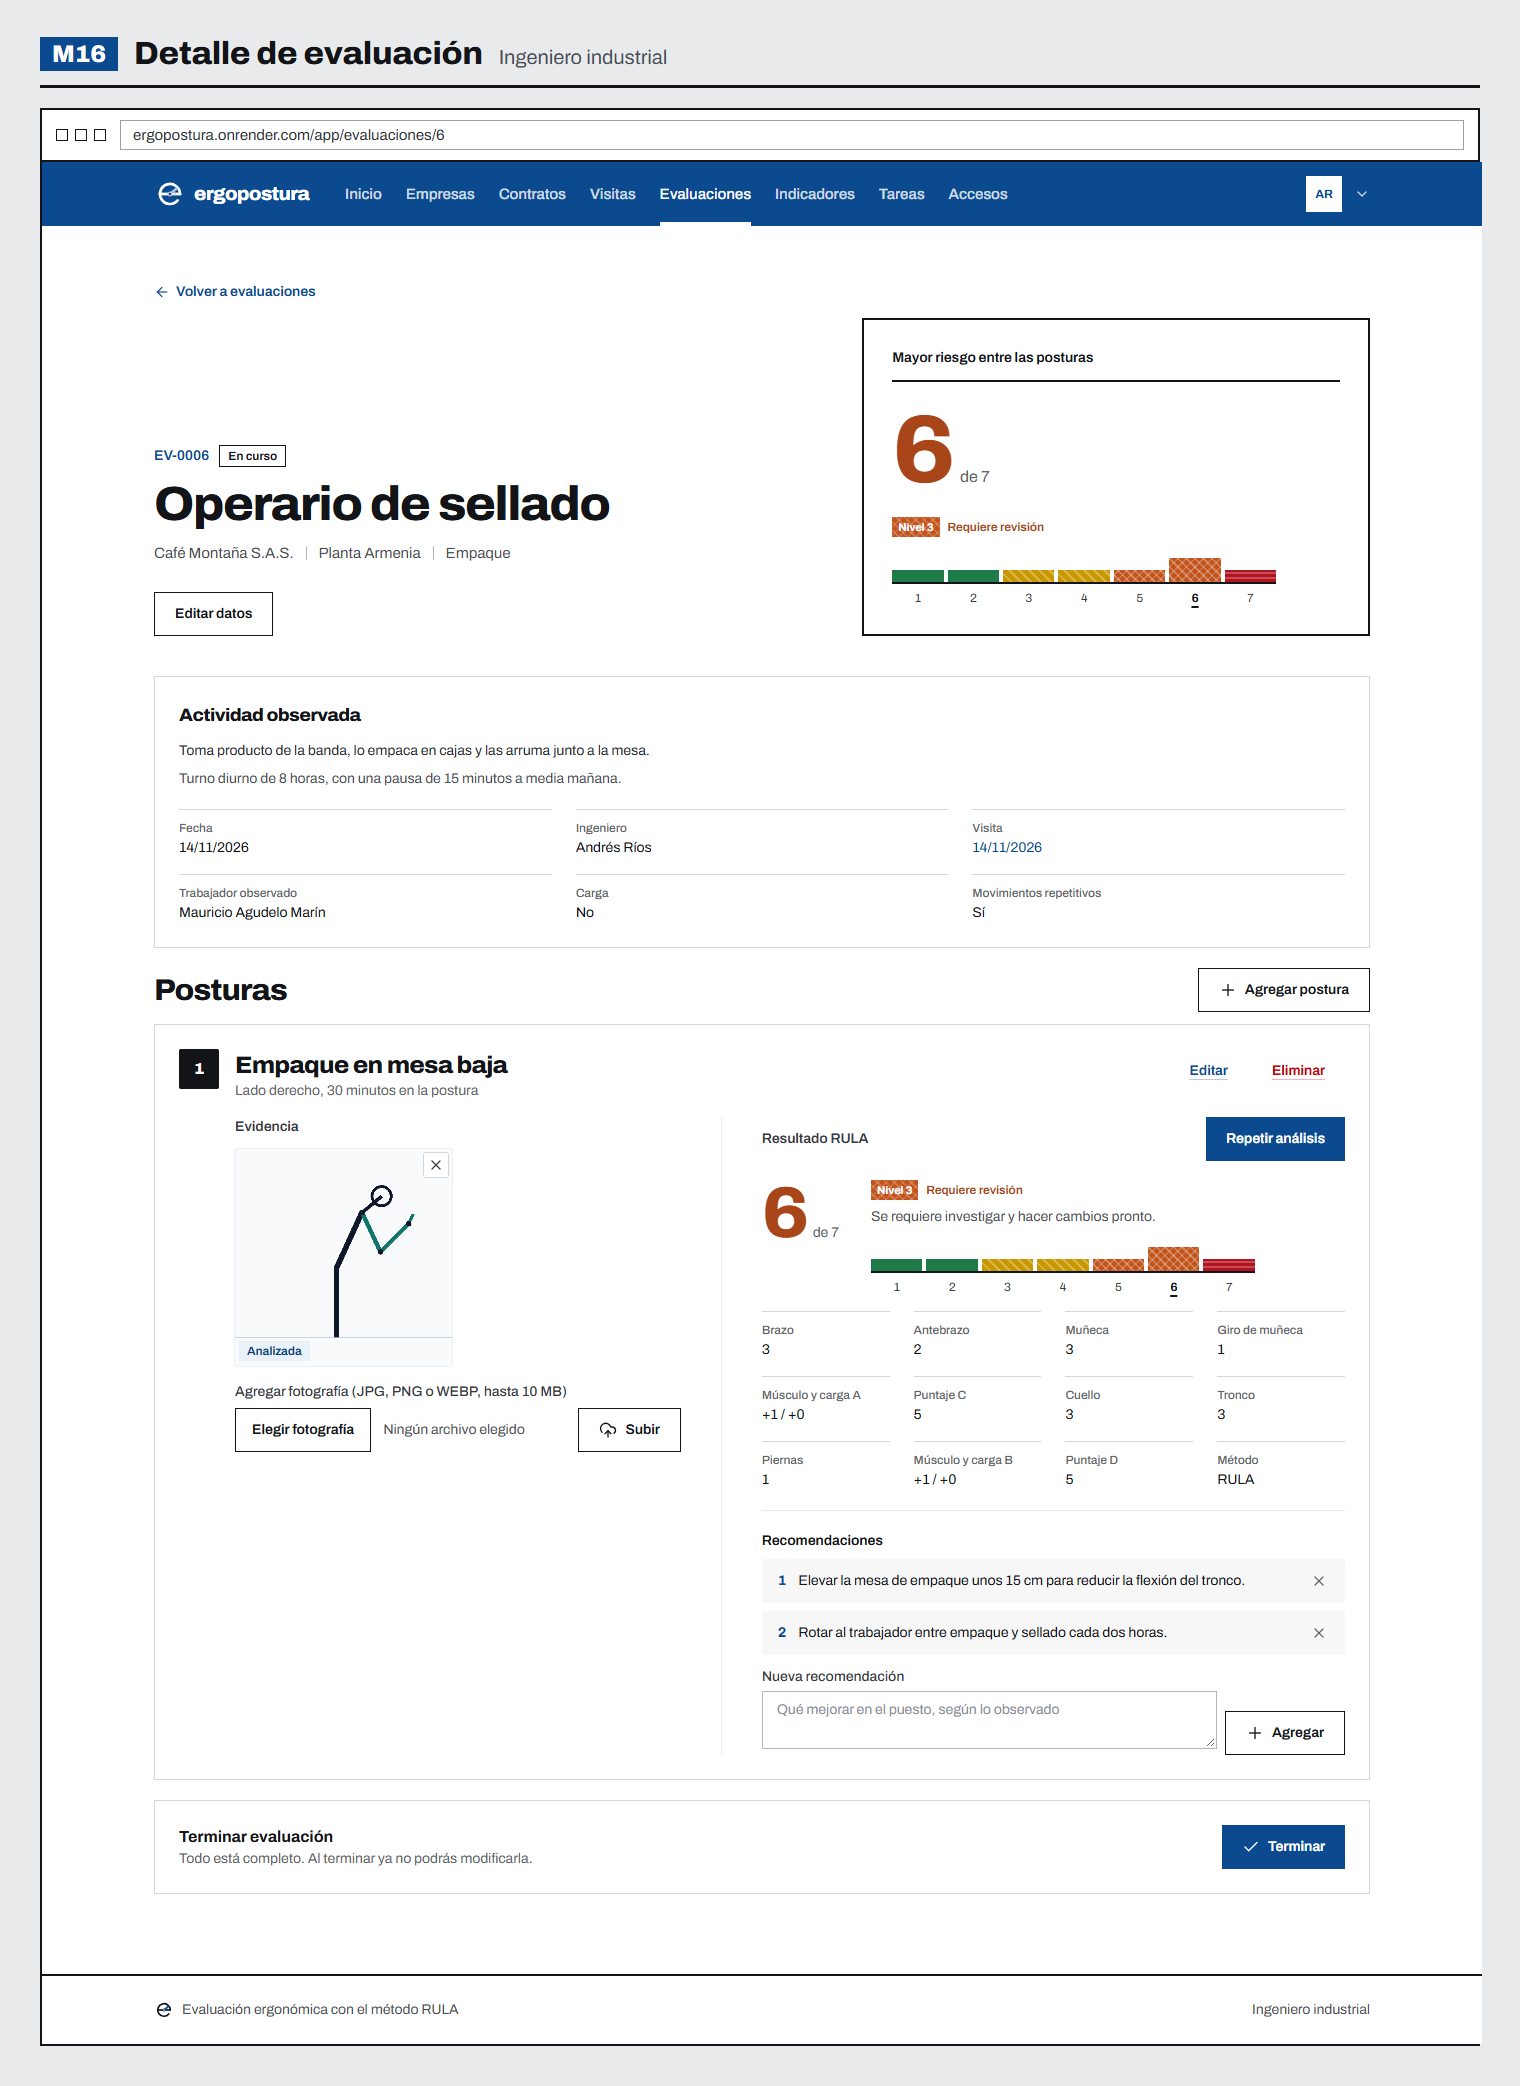 M16 Detalle de evaluación Ingeniero industrial
ergopostura.onrender.com/app/evaluaciones/6
ergopostura Inicio Empresas Contratos Visitas Evaluaciones Indicadores Tareas Accesos AR
Volver a evaluaciones
EV-0006 En curso
Operario de sellado
Café Montaña S.A.S. Planta Armenia Empaque
Editar datos
Mayor riesgo entre las posturas
6 de 7
Nivel 3 Requiere revisión
1 2 3 4 5 6 7
Actividad observada
Toma producto de la banda, lo empaca en cajas y las arruma junto a la mesa.
Turno diurno de 8 horas, con una pausa de 15 minutos a media mañana.
Fecha Ingeniero Visita
14/11/2026 Andrés Ríos 14/11/2026
Trabajador observado Carga Movimientos repetitivos
Mauricio Agudelo Marín No Sí
Posturas
Agregar postura
1 Empaque en mesa baja
Lado derecho, 30 minutos en la postura
Editar Eliminar
Evidencia
Analizada
Agregar fotografía (JPG, PNG o WEBP, hasta 10 MB)
Elegir fotografía Ningún archivo elegido Subir
Resultado RULA Repetir análisis
6 de 7
Nivel 3 Requiere revisión
Se requiere investigar y hacer cambios pronto.
1 2 3 4 5 6 7
Brazo Antebrazo Muñeca Giro de muñeca
3 2 3 1
Músculo y carga A Puntaje C Cuello Tronco
+1 / +0 5 3 3
Piernas Músculo y carga B Puntaje D Método
1 +1 / +0 5 RULA
Recomendaciones
1 Elevar la mesa de empaque unos 15 cm para reducir la flexión del tronco.
2 Rotar al trabajador entre empaque y sellado cada dos horas.
Nueva recomendación
Qué mejorar en el puesto, según lo observado
Agregar
Terminar evaluación
Todo está completo. Al terminar ya no podrás modificarla.
Terminar
Evaluación ergonómica con el método RULA Ingeniero industrial